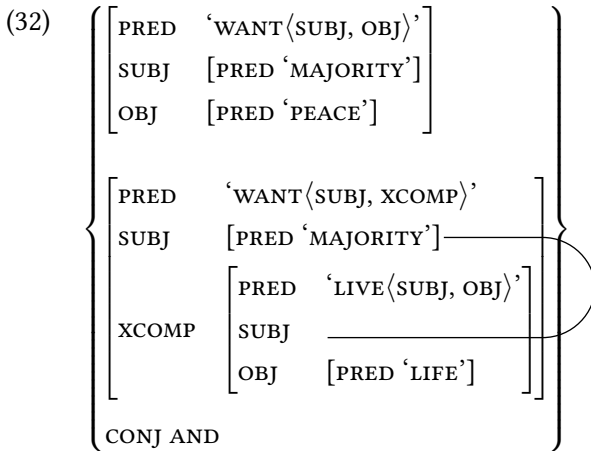 (32)
PRED ‘WANT⟨SUBJ, OBJ⟩’
SUBJ [PRED ‘MAJORITY’]
OBJ [PRED ‘PEACE’]
PRED ‘WANT⟨SUBJ, XCOMP⟩’
SUBJ [PRED ‘MAJORITY’]
PRED ‘LIVE⟨SUBJ, OBJ⟩’
XCOMP SUBJ
OBJ [PRED ‘LIFE’]
CONJ AND